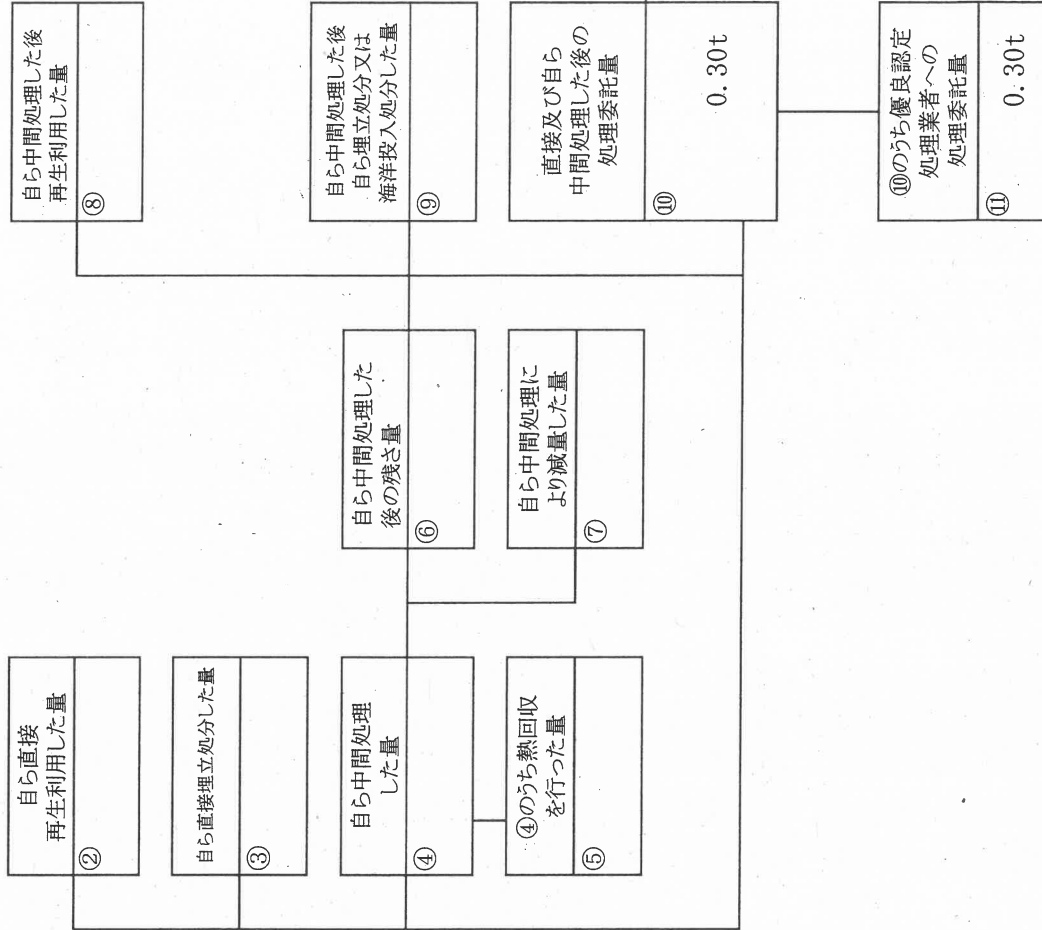 自ら直接
再生利用した量
②
自ら直接埋立処分した量
③
自ら中間処理
した量
④
④のうち熱回収
を行った量
⑤
自ら中間処理した
後の残さ量
⑥
自ら中間処理に
より減量した量
⑦
自ら中間処理した後
再生利用した量
⑧
自ら中間処理した後
自ら埋立処分又は
海洋投入処分した量
⑨
直接及び自ら
中間処理した後の
処理委託量
⑩
0.30t
⑩のうち優良認定
処理業者への
処理委託量
⑪
0.30t